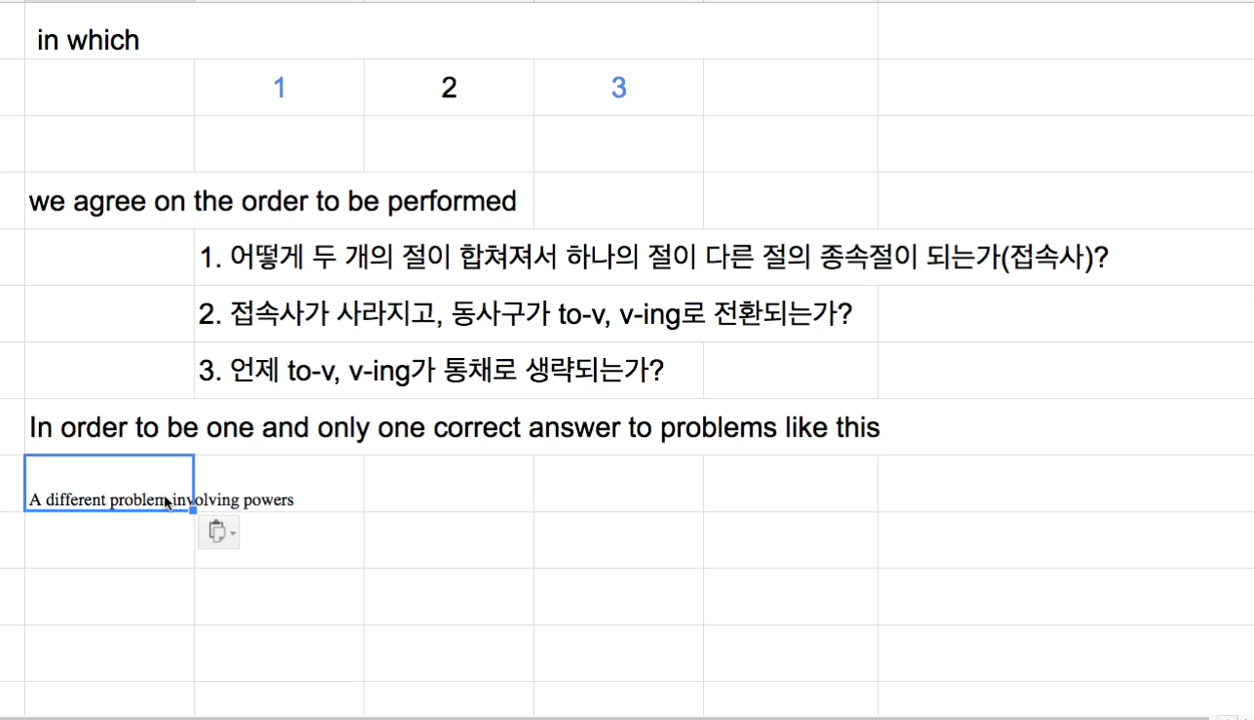 in which
1 2 3
we agree on the order to be performed
1. 어떻게 두 개의 절이 합쳐져서 하나의 절이 다른 절의 종속절이 되는가(접속사)?
2. 접속사가 사라지고, 동사구가 to-v, v-ing로 전환되는가?
3. 언제 to-v, v-ing가 통채로 생략되는가?
In order to be one and only one correct answer to problems like this
A different problem involving powers